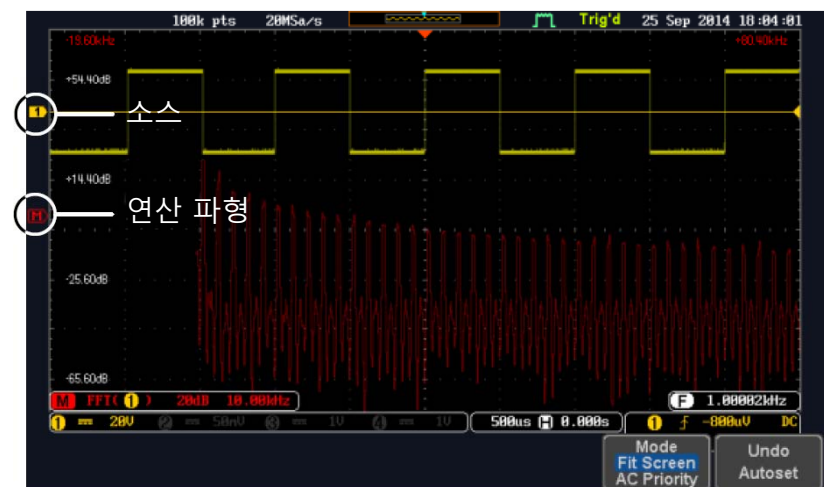 100k pts 20MSa/s Trig'd 25 Sep 2014 18:04:01
-19.60kHz +80.40kHz
+54.40dB
1 소스
+14.40dB
M 연산 파형
-25.60dB
-65.60dB
M FFT( 1 ) 20dB 10.00kHz F 1.00002kHz
1 20V 2 50mV 3 1V 4 1V 500us H 0.000s 1 f -800uV DC
Mode
Fit Screen
AC Priority
Undo
Autoset